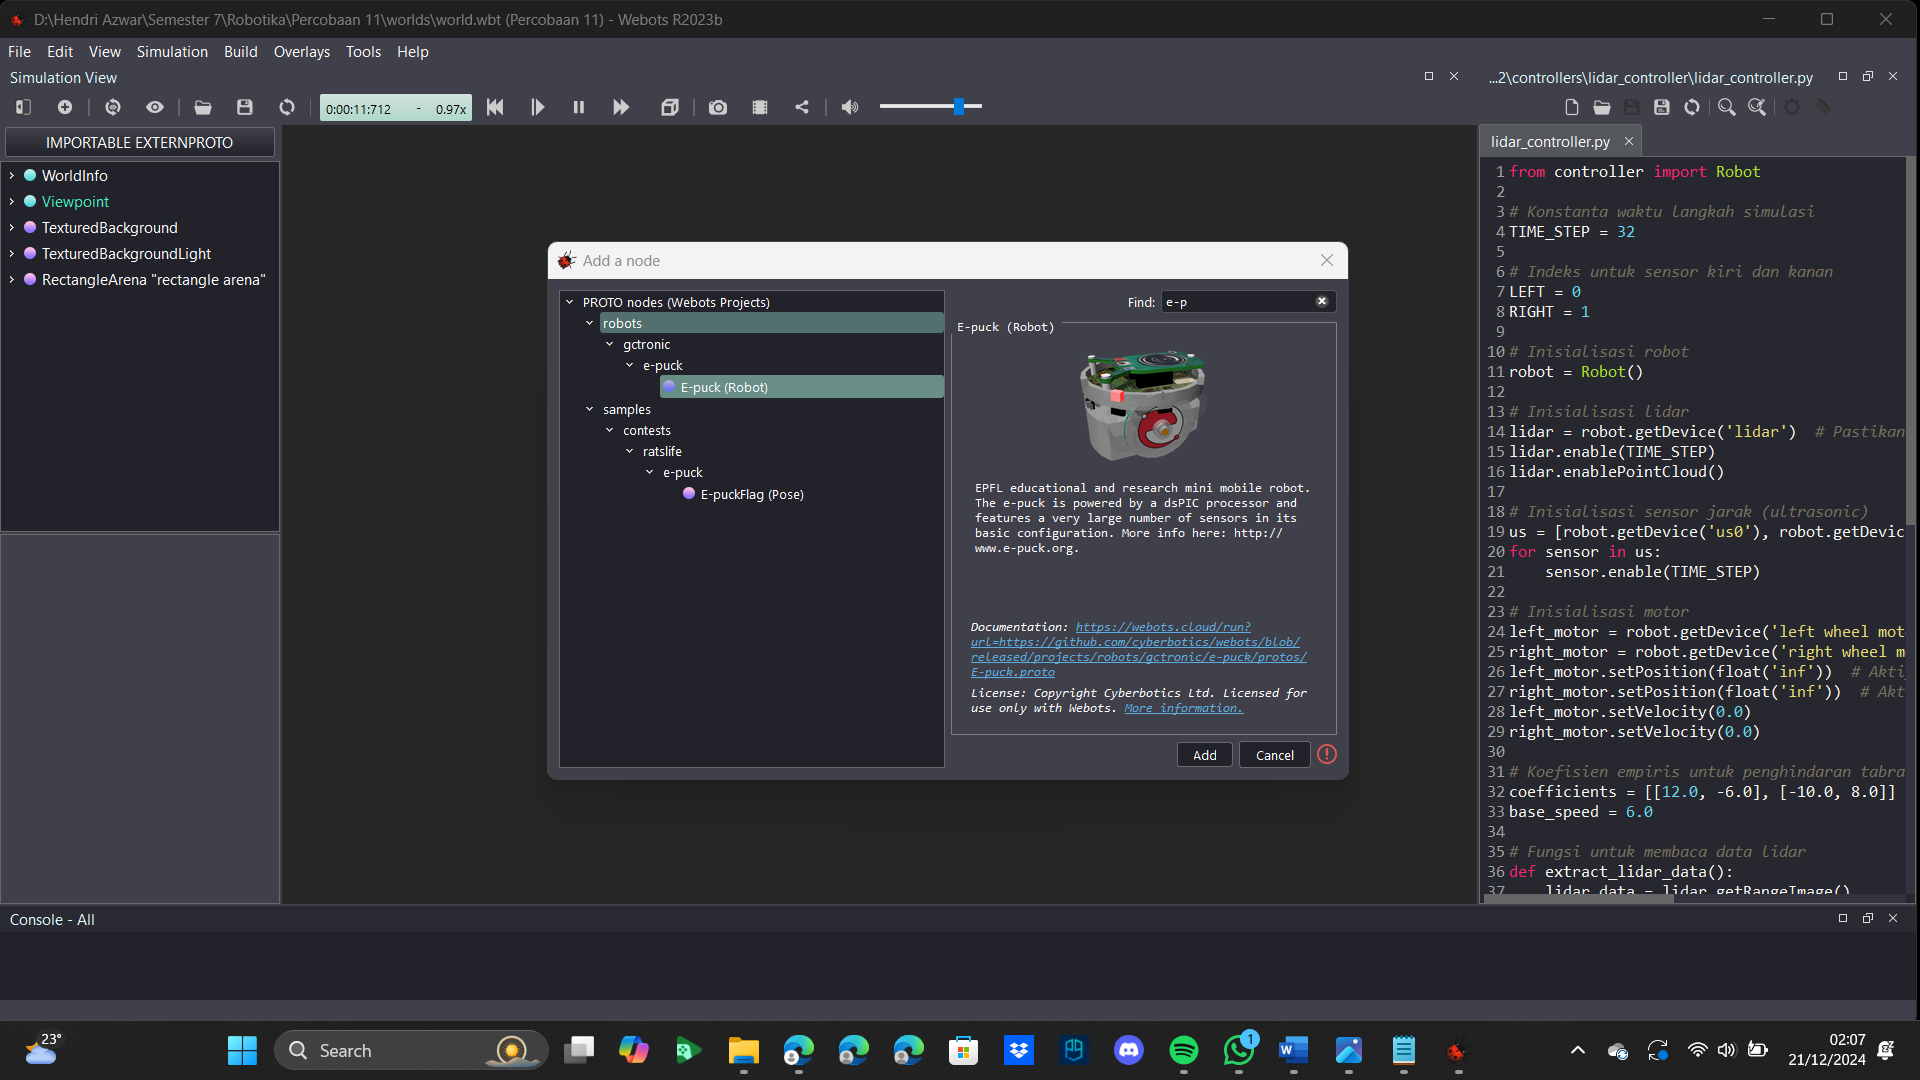 D:\Hendri Azwar\Semester 7\Robotika\Percobaan 11\worlds\world.wbt (Percobaan 11) - Webots R2023b
File Edit View Simulation Build Overlays Tools Help
Simulation View
0:00:11:712 - 0.97x
IMPORTABLE EXTERNPROTO
WorldInfo
Viewpoint
TexturedBackground
TexturedBackgroundLight
RectangleArena "rectangle arena"
Add a node
PROTO nodes (Webots Projects)
robots
gctronic
e-puck
E-puck (Robot)
samples
contests
ratslife
e-puck
E-puckFlag (Pose)
Find: e-p
E-puck (Robot)
EPFL educational and research mini mobile robot.
The e-puck is powered by a dsPIC processor and
features a very large number of sensors in its
basic configuration. More info here: http://
www.e-puck.org.
Documentation: https://webots.cloud/run?
url=https://github.com/cyberbotics/webots/blob/
released/projects/robots/gctronic/e-puck/protos/
E-puck.proto
License: Copyright Cyberbotics Ltd. Licensed for
use only with Webots. More information.
Add Cancel
...2\controllers\lidar_controller\lidar_controller.py
lidar_controller.py
1 from controller import Robot
2
3 # Konstanta waktu langkah simulasi
4 TIME_STEP = 32
5
6 # Indeks untuk sensor kiri dan kanan
7 LEFT = 0
8 RIGHT = 1
9
10 # Inisialisasi robot
11 robot = Robot()
12
13 # Inisialisasi lidar
14 lidar = robot.getDevice('lidar') # Pastikan
15 lidar.enable(TIME_STEP)
16 lidar.enablePointCloud()
17
18 # Inisialisasi sensor jarak (ultrasonic)
19 us = [robot.getDevice('us0'), robot.getDevic
20 for sensor in us:
21 sensor.enable(TIME_STEP)
22
23 # Inisialisasi motor
24 left_motor = robot.getDevice('left wheel mot
25 right_motor = robot.getDevice('right wheel m
26 left_motor.setPosition(float('inf')) # Akti
27 right_motor.setPosition(float('inf')) # Akt
28 left_motor.setVelocity(0.0)
29 right_motor.setVelocity(0.0)
30
31 # Koefisien empiris untuk penghindaran tabra
32 coefficients = [[12.0, -6.0], [-10.0, 8.0]]
33 base_speed = 6.0
34
35 # Fungsi untuk membaca data lidar
36 def extract_lidar_data():
37 lidar_data = lidar.getRangeImage()
Console - All
23°
Search
1
02:07
21/12/2024